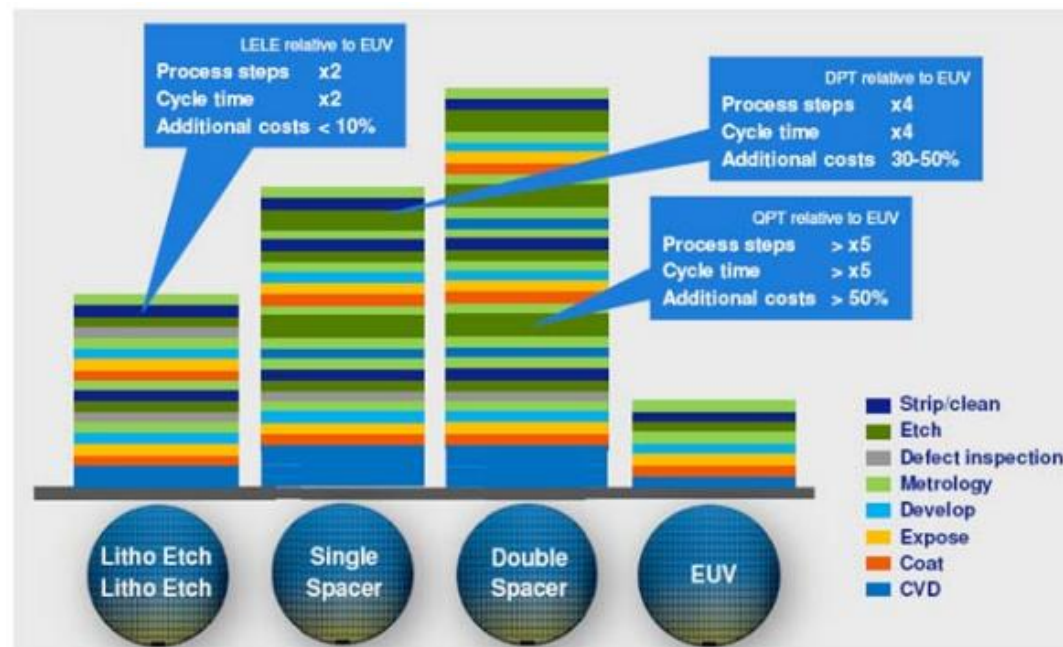 LELE relative to EUV
Process steps x2
Cycle time x2
Additional costs < 10%
DPT relative to EUV
Process steps x4
Cycle time x4
Additional costs 30-50%
QPT relative to EUV
Process steps > x5
Cycle time > x5
Additional costs > 50%
Strip/clean
Etch
Defect inspection
Metrology
Develop
Expose
Coat
CVD
Litho Etch
Litho Etch
Single
Spacer
Double
Spacer
EUV